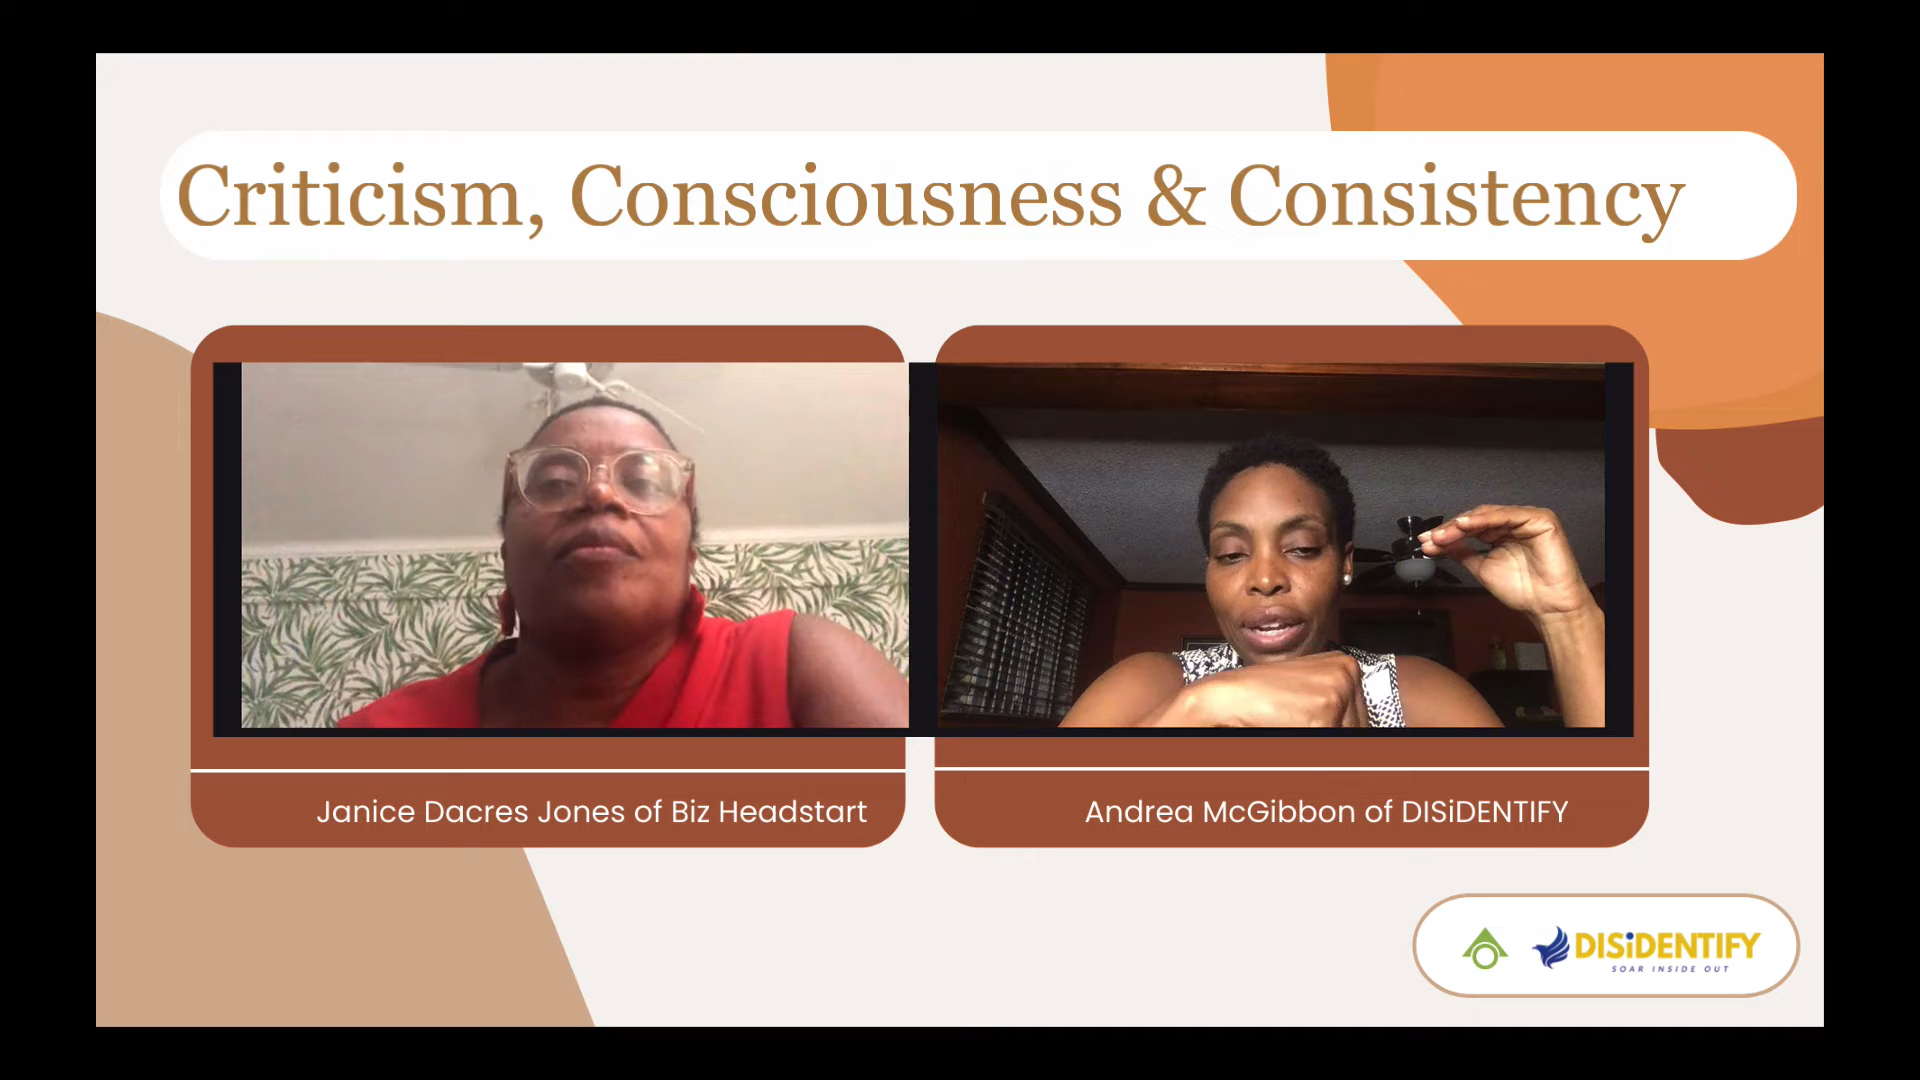 Criticism, Consciousness & Consistency
Janice Dacres Jones of Biz Headstart
Andrea McGibbon of DISiDENTIFY
DISiDENTIFY
SOAR INSIDE OUT